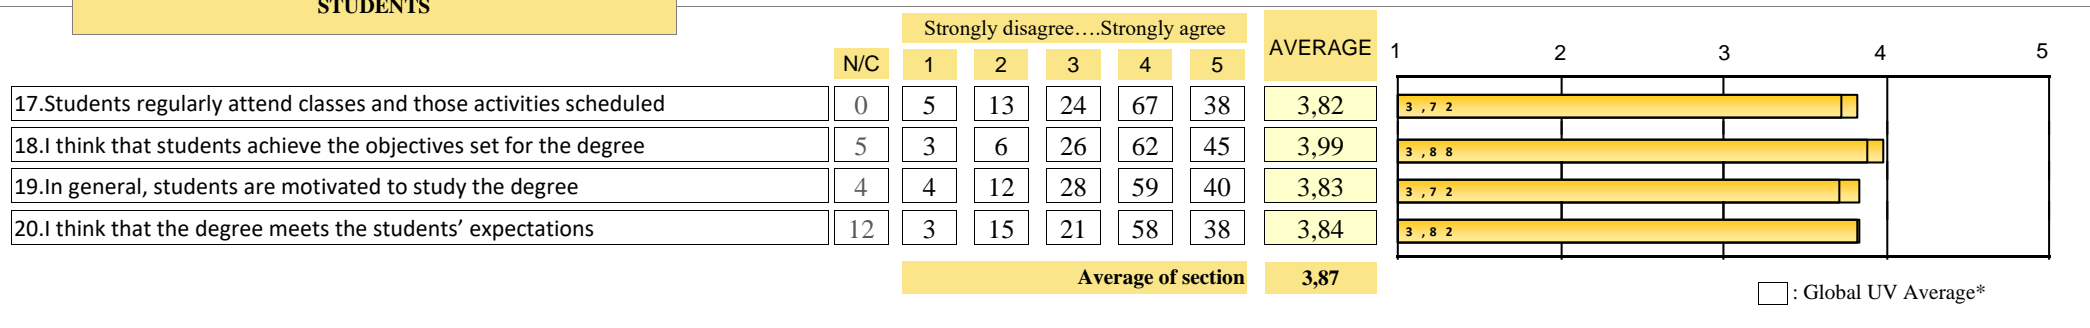 STUDENTS
Strongly disagree….Strongly agree
AVERAGE
N/C 1 2 3 4 5
1 2 3 4 5
17.Students regularly attend classes and those activities scheduled 0 5 13 24 67 38 3,82 3,72
18.I think that students achieve the objectives set for the degree 5 3 6 26 62 45 3,99 3,88
19.In general, students are motivated to study the degree 4 4 12 28 59 40 3,83 3,72
20.I think that the degree meets the students’ expectations 12 3 15 21 58 38 3,84 3,82
Average of section 3,87
: Global UV Average*